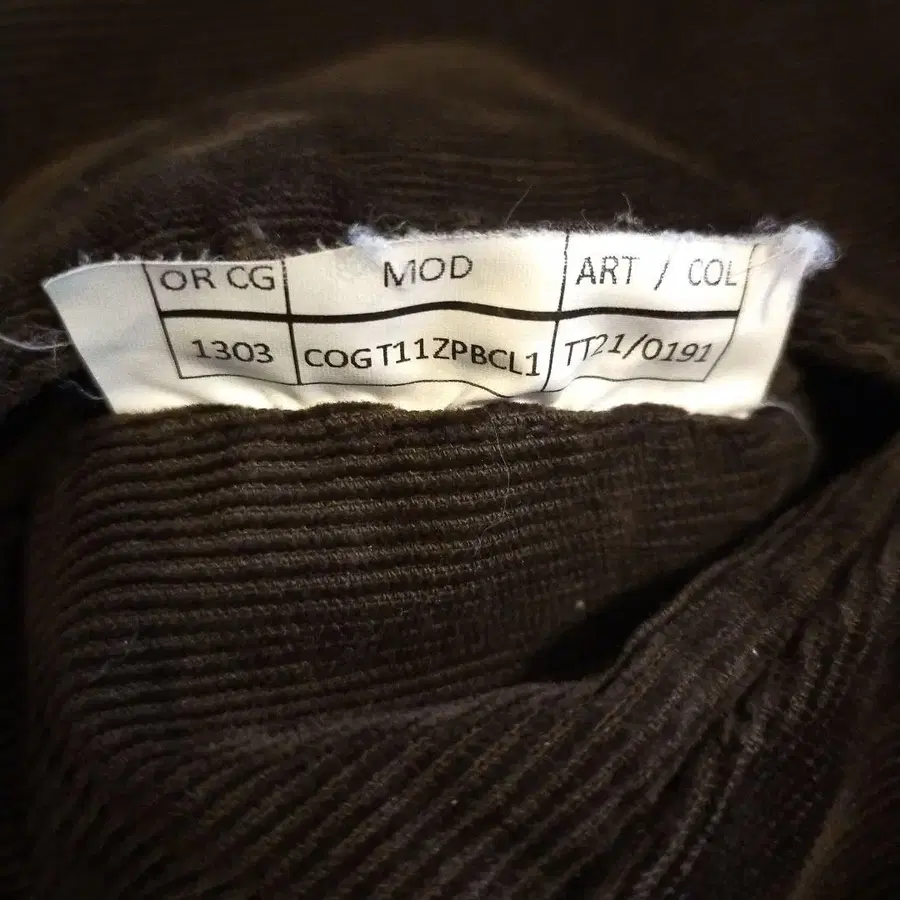 OR CG MOD ART / COL
1303 COGT11ZPBCL1 TT21/0191